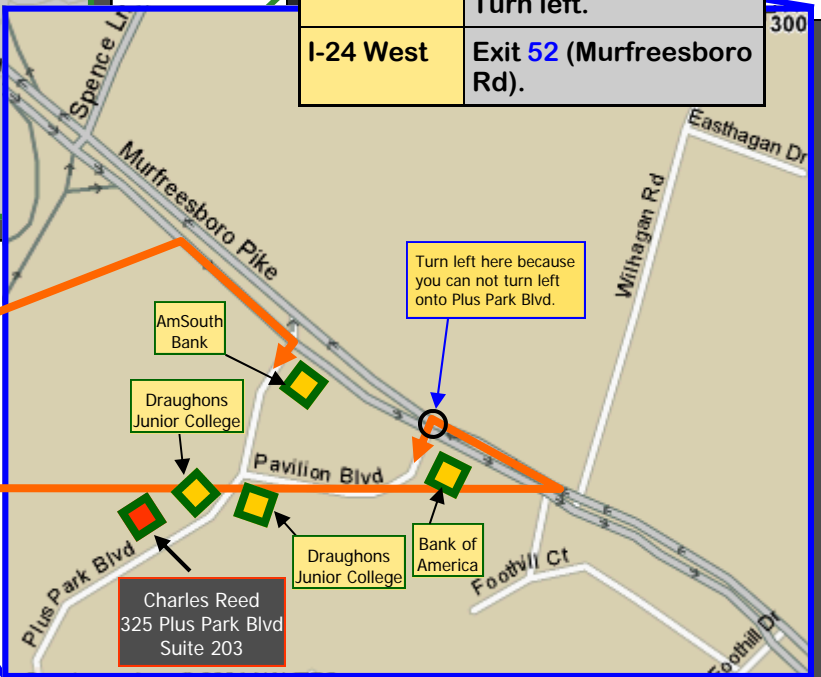 Turn left.
I-24 West
Exit 52 (Murfreesboro
Rd).
300
Spence Ln
Murfreesboro Pike
Easthagan Dr
Wilhagan Rd
Turn left here because
you can not turn left
onto Plus Park Blvd.
AmSouth
Bank
Draughons
Junior College
Pavilion Blvd
Draughons
Junior College
Bank of
America
Foothill Ct
Plus Park Blvd
Charles Reed
325 Plus Park Blvd
Suite 203
Foothill Dr